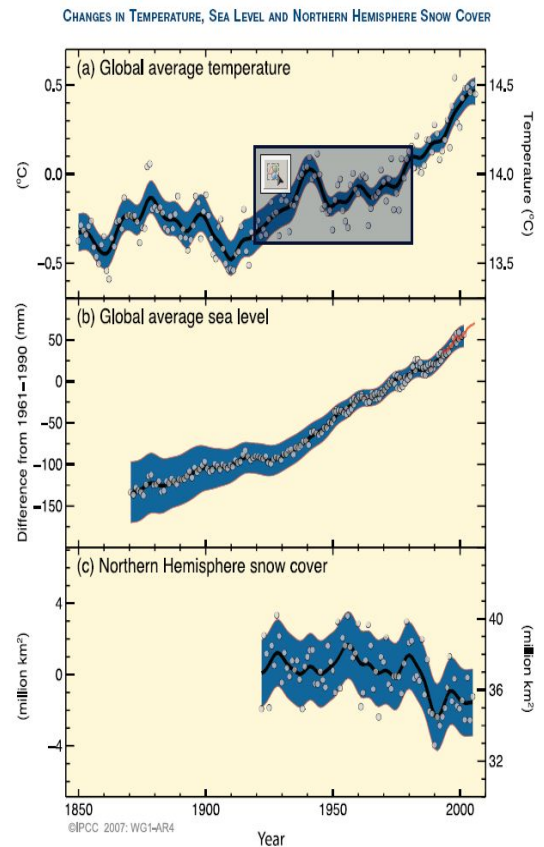 CHANGES IN TEMPERATURE, SEA LEVEL AND NORTHERN HEMISPHERE SNOW COVER
(a) Global average temperature
0.5
0.0
−0.5
(°C)
14.5
14.0
13.5
Temperature (°C)
(b) Global average sea level
50
0
−50
−100
−150
Difference from 1961–1990
(mm)
(c) Northern Hemisphere snow cover
4
0
−4
(million km²)
40
36
32
(million km²)
1850
1900
1950
2000
©IPCC 2007: WG1-AR4
Year